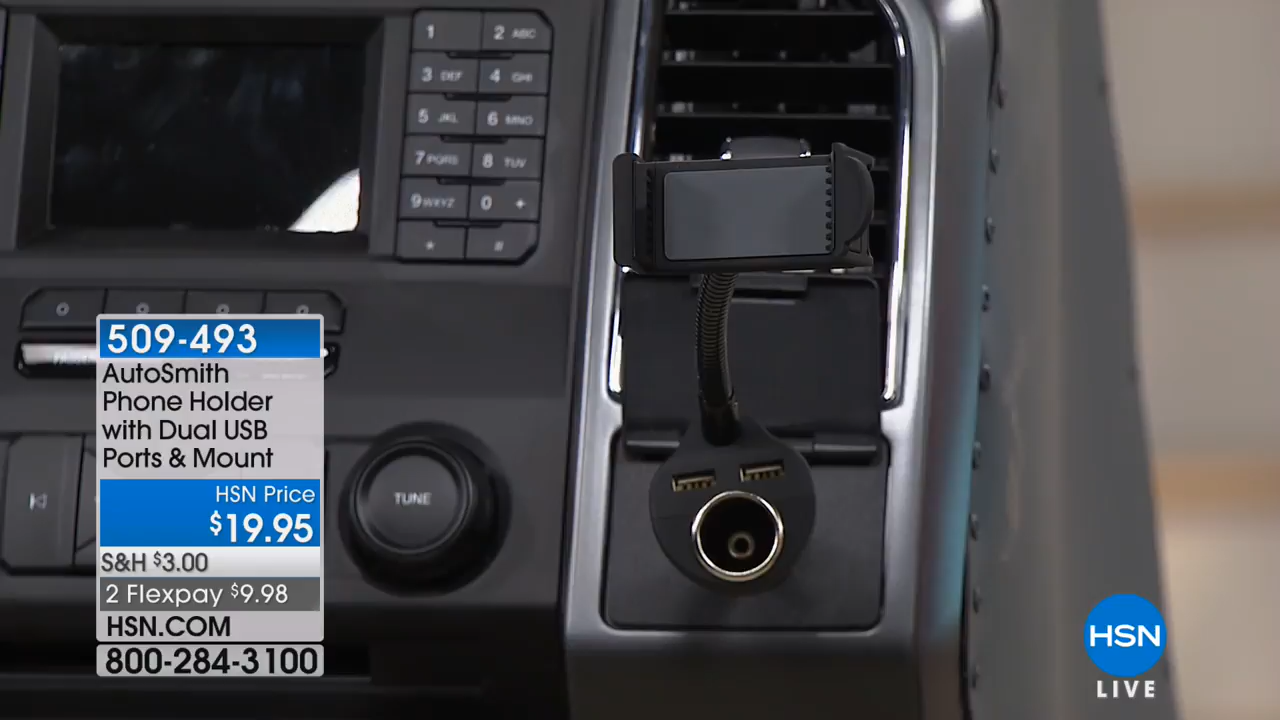 1
2 ABC
3 DEF
4 GHI
5 JKL
6 MNO
7 PQRS
8 TUV
9 WXYZ
0 +
*
#
509-493
AutoSmith
Phone Holder
with Dual USB
Ports & Mount
HSN Price
$19.95
S&H $3.00
2 Flexpay $9.98
HSN.COM
800-284-3100
TUNE
HSN
LIVE